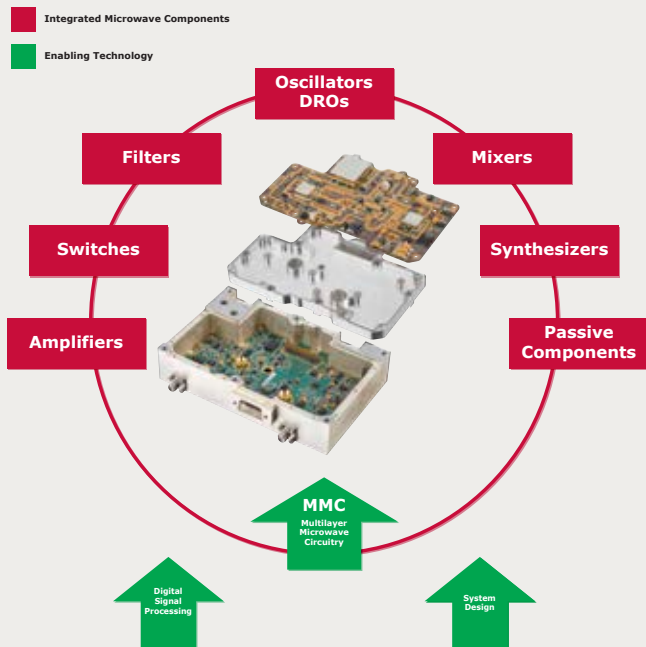 Integrated Microwave Components
Enabling Technology
Oscillators
DROs
Filters
Mixers
Switches
Synthesizers
Amplifiers
Passive
Components
MMC
Multilayer
Microwave
Circuitry
Digital
Signal
Processing
System
Design